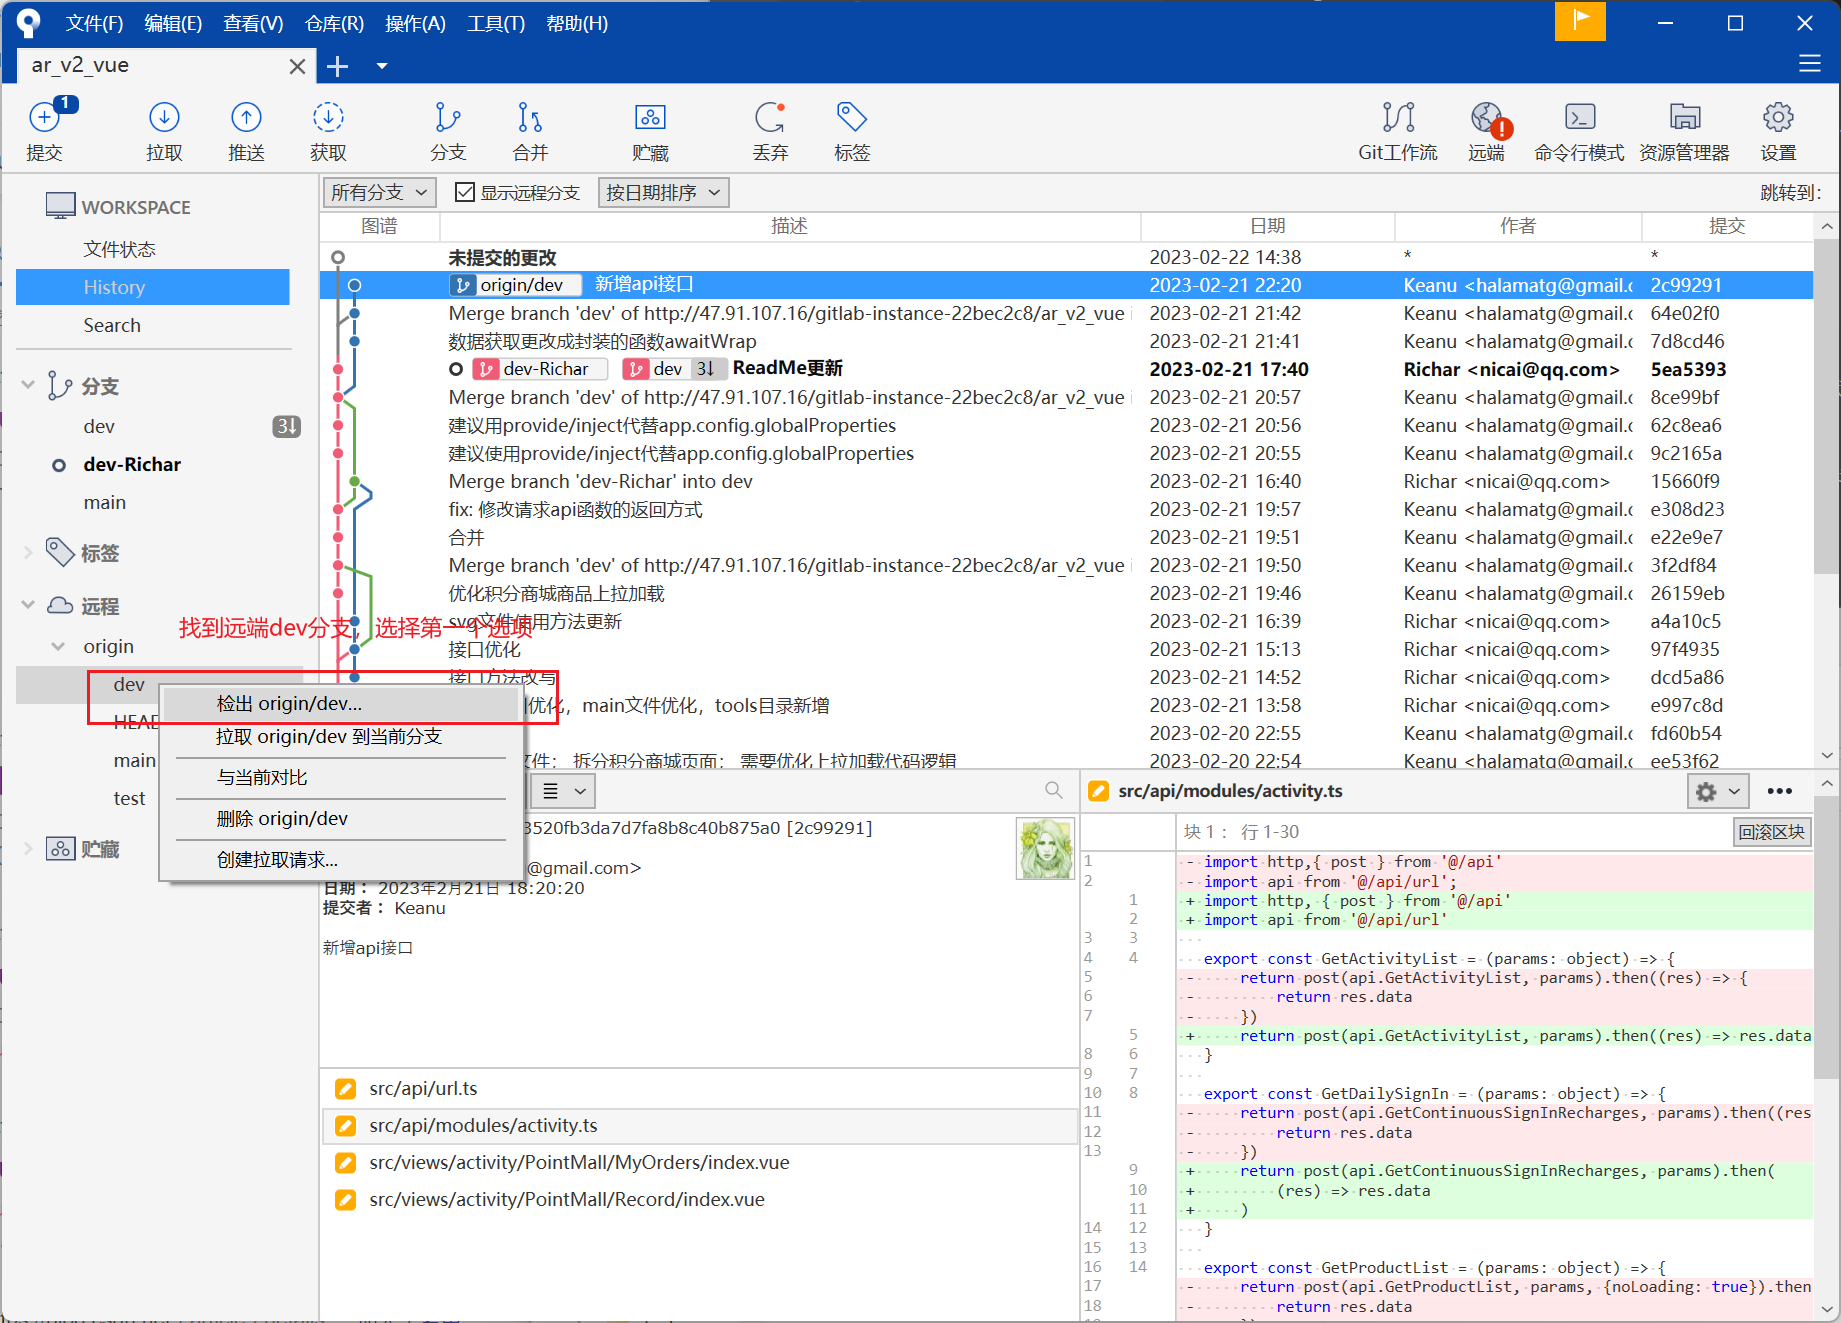 文件(F) 编辑(E) 查看(V) 仓库(R) 操作(A) 工具(T) 帮助(H)
ar_v2_vue
1
提交 拉取 推送 获取 分支 合并 贮藏 丢弃 标签 Git工作流 远端 命令行模式 资源管理器 设置
WORKSPACE
文件状态
History
Search
分支
dev 3↓
dev-Richar
main
标签
远程
找到远端dev分支，选择第一个选项
origin
dev
HEAD
main
test
贮藏
检出 origin/dev...
拉取 origin/dev 到当前分支
与当前对比
删除 origin/dev
创建拉取请求...
所有分支 显示远程分支 按日期排序 跳转到：
图谱 描述 日期 作者 提交
未提交的更改 2023-02-22 14:38 * *
origin/dev 新增api接口 2023-02-21 22:20 Keanu <halamatg@gmail.c 2c99291
Merge branch 'dev' of http://47.91.107.16/gitlab-instance-22bec2c8/ar_v2_vue i 2023-02-21 21:42 Keanu <halamatg@gmail.c 64e02f0
数据获取更改成封装的函数awaitWrap 2023-02-21 21:41 Keanu <halamatg@gmail.c 7d8cd46
dev-Richar dev 3↓ ReadMe更新 2023-02-21 17:40 Richar <nicai@qq.com> 5ea5393
Merge branch 'dev' of http://47.91.107.16/gitlab-instance-22bec2c8/ar_v2_vue i 2023-02-21 20:57 Keanu <halamatg@gmail.c 8ce99bf
建议用provide/inject代替app.config.globalProperties 2023-02-21 20:56 Keanu <halamatg@gmail.c 62c8ea6
建议使用provide/inject代替app.config.globalProperties 2023-02-21 20:55 Keanu <halamatg@gmail.c 9c2165a
Merge branch 'dev-Richar' into dev 2023-02-21 16:40 Richar <nicai@qq.com> 15660f9
fix: 修改请求api函数的返回方式 2023-02-21 19:57 Keanu <halamatg@gmail.c e308d23
合并 2023-02-21 19:51 Keanu <halamatg@gmail.c e22e9e7
Merge branch 'dev' of http://47.91.107.16/gitlab-instance-22bec2c8/ar_v2_vue i 2023-02-21 19:50 Keanu <halamatg@gmail.c 3f2df84
优化积分商城商品上拉加载 2023-02-21 19:46 Keanu <halamatg@gmail.c 26159eb
svg文件使用方法更新 2023-02-21 16:39 Richar <nicai@qq.com> a4a10c5
接口优化 2023-02-21 15:13 Richar <nicai@qq.com> 97f4935
接口方法改写 2023-02-21 14:52 Richar <nicai@qq.com> dcd5a86
优化，main文件优化，tools目录新增 2023-02-21 13:58 Richar <nicai@qq.com> e997c8d
2023-02-20 22:55 Keanu <halamatg@gmail.c fd60b54
文件； 拆分积分商城页面； 需要优化上拉加载代码逻辑 2023-02-20 22:54 Keanu <halamatg@gmail.c ee53f62
3520fb3da7d7fa8b8c40b875a0 [2c99291]
@gmail.com>
日期： 2023年2月21日 18:20:20
提交者： Keanu
新增api接口
src/api/url.ts
src/api/modules/activity.ts
src/views/activity/PointMall/MyOrders/index.vue
src/views/activity/PointMall/Record/index.vue
src/api/modules/activity.ts
块 1： 行 1-30 回滚区块
1 - import http,{ post } from '@/api'
2 - import api from '@/api/url';
1 + import http, { post } from '@/api'
2 + import api from '@/api/url'
3 3
4 4 export const GetActivityList = (params: object) => {
5 - return post(api.GetActivityList, params).then((res) => {
6 - return res.data
7 - })
5 + return post(api.GetActivityList, params).then((res) => res.data
8 6 }
9 7
10 8 export const GetDailySignIn = (params: object) => {
11 - return post(api.GetContinuousSignInRecharges, params).then((res
12 - return res.data
13 - })
9 + return post(api.GetContinuousSignInRecharges, params).then(
10 + (res) => res.data
11 + )
14 12 }
15 13
16 14 export const GetProductList = (params: object) => {
17 - return post(api.GetProductList, params, {noLoading: true}).then
18 - return res.data